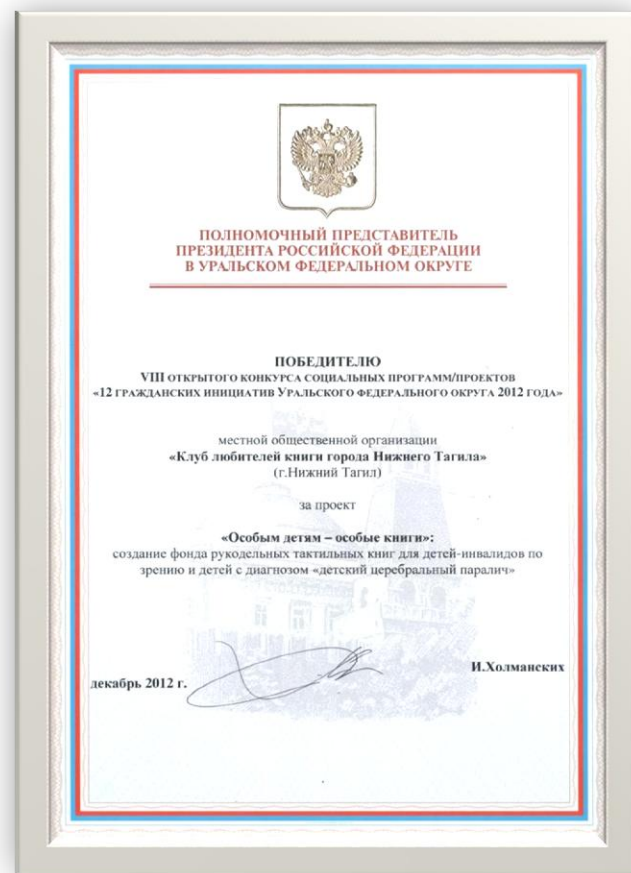 ПОЛНОМОЧНЫЙ ПРЕДСТАВИТЕЛЬ
ПРЕЗИДЕНТА РОССИЙСКОЙ ФЕДЕРАЦИИ
В УРАЛЬСКОМ ФЕДЕРАЛЬНОМ ОКРУГЕ
ПОБЕДИТЕЛЮ
VIII ОТКРЫТОГО КОНКУРСА СОЦИАЛЬНЫХ ПРОГРАММ/ПРОЕКТОВ
«12 ГРАЖДАНСКИХ ИНИЦИАТИВ УРАЛЬСКОГО ФЕДЕРАЛЬНОГО ОКРУГА 2012 ГОДА»
местной общественной организации
«Клуб любителей книги города Нижнего Тагила»
(г.Нижний Тагил)
за проект
«Особым детям – особые книги»:
создание фонда рукодельных тактильных книг для детей-инвалидов по
зрению и детей с диагнозом «детский церебральный паралич»
И.Холманских
декабрь 2012 г.